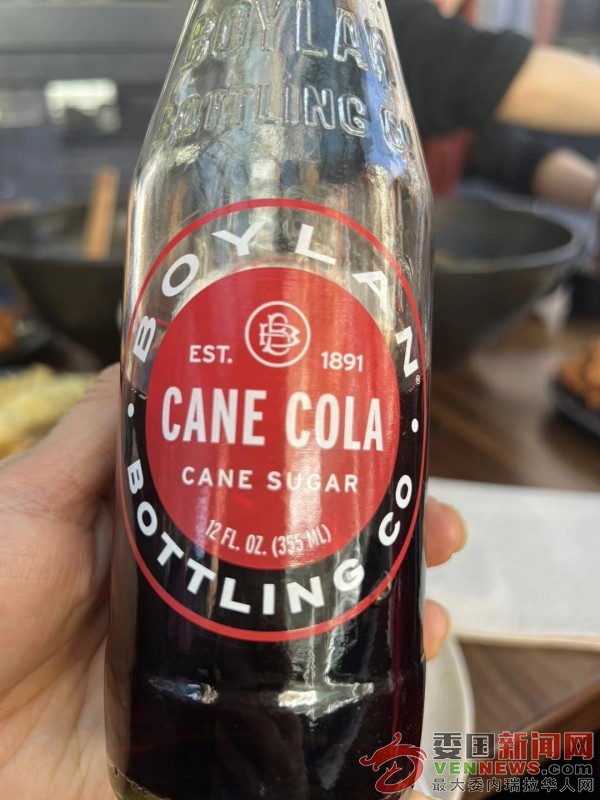 BOYLAN
BOTTLING CO
BOYLAN
B
EST. 1891
CANE COLA
CANE SUGAR
12 FL. OZ. (355 ML)
• BOTTLING CO •
委国新闻网
VENNEWS.com
最大委内瑞拉华人网